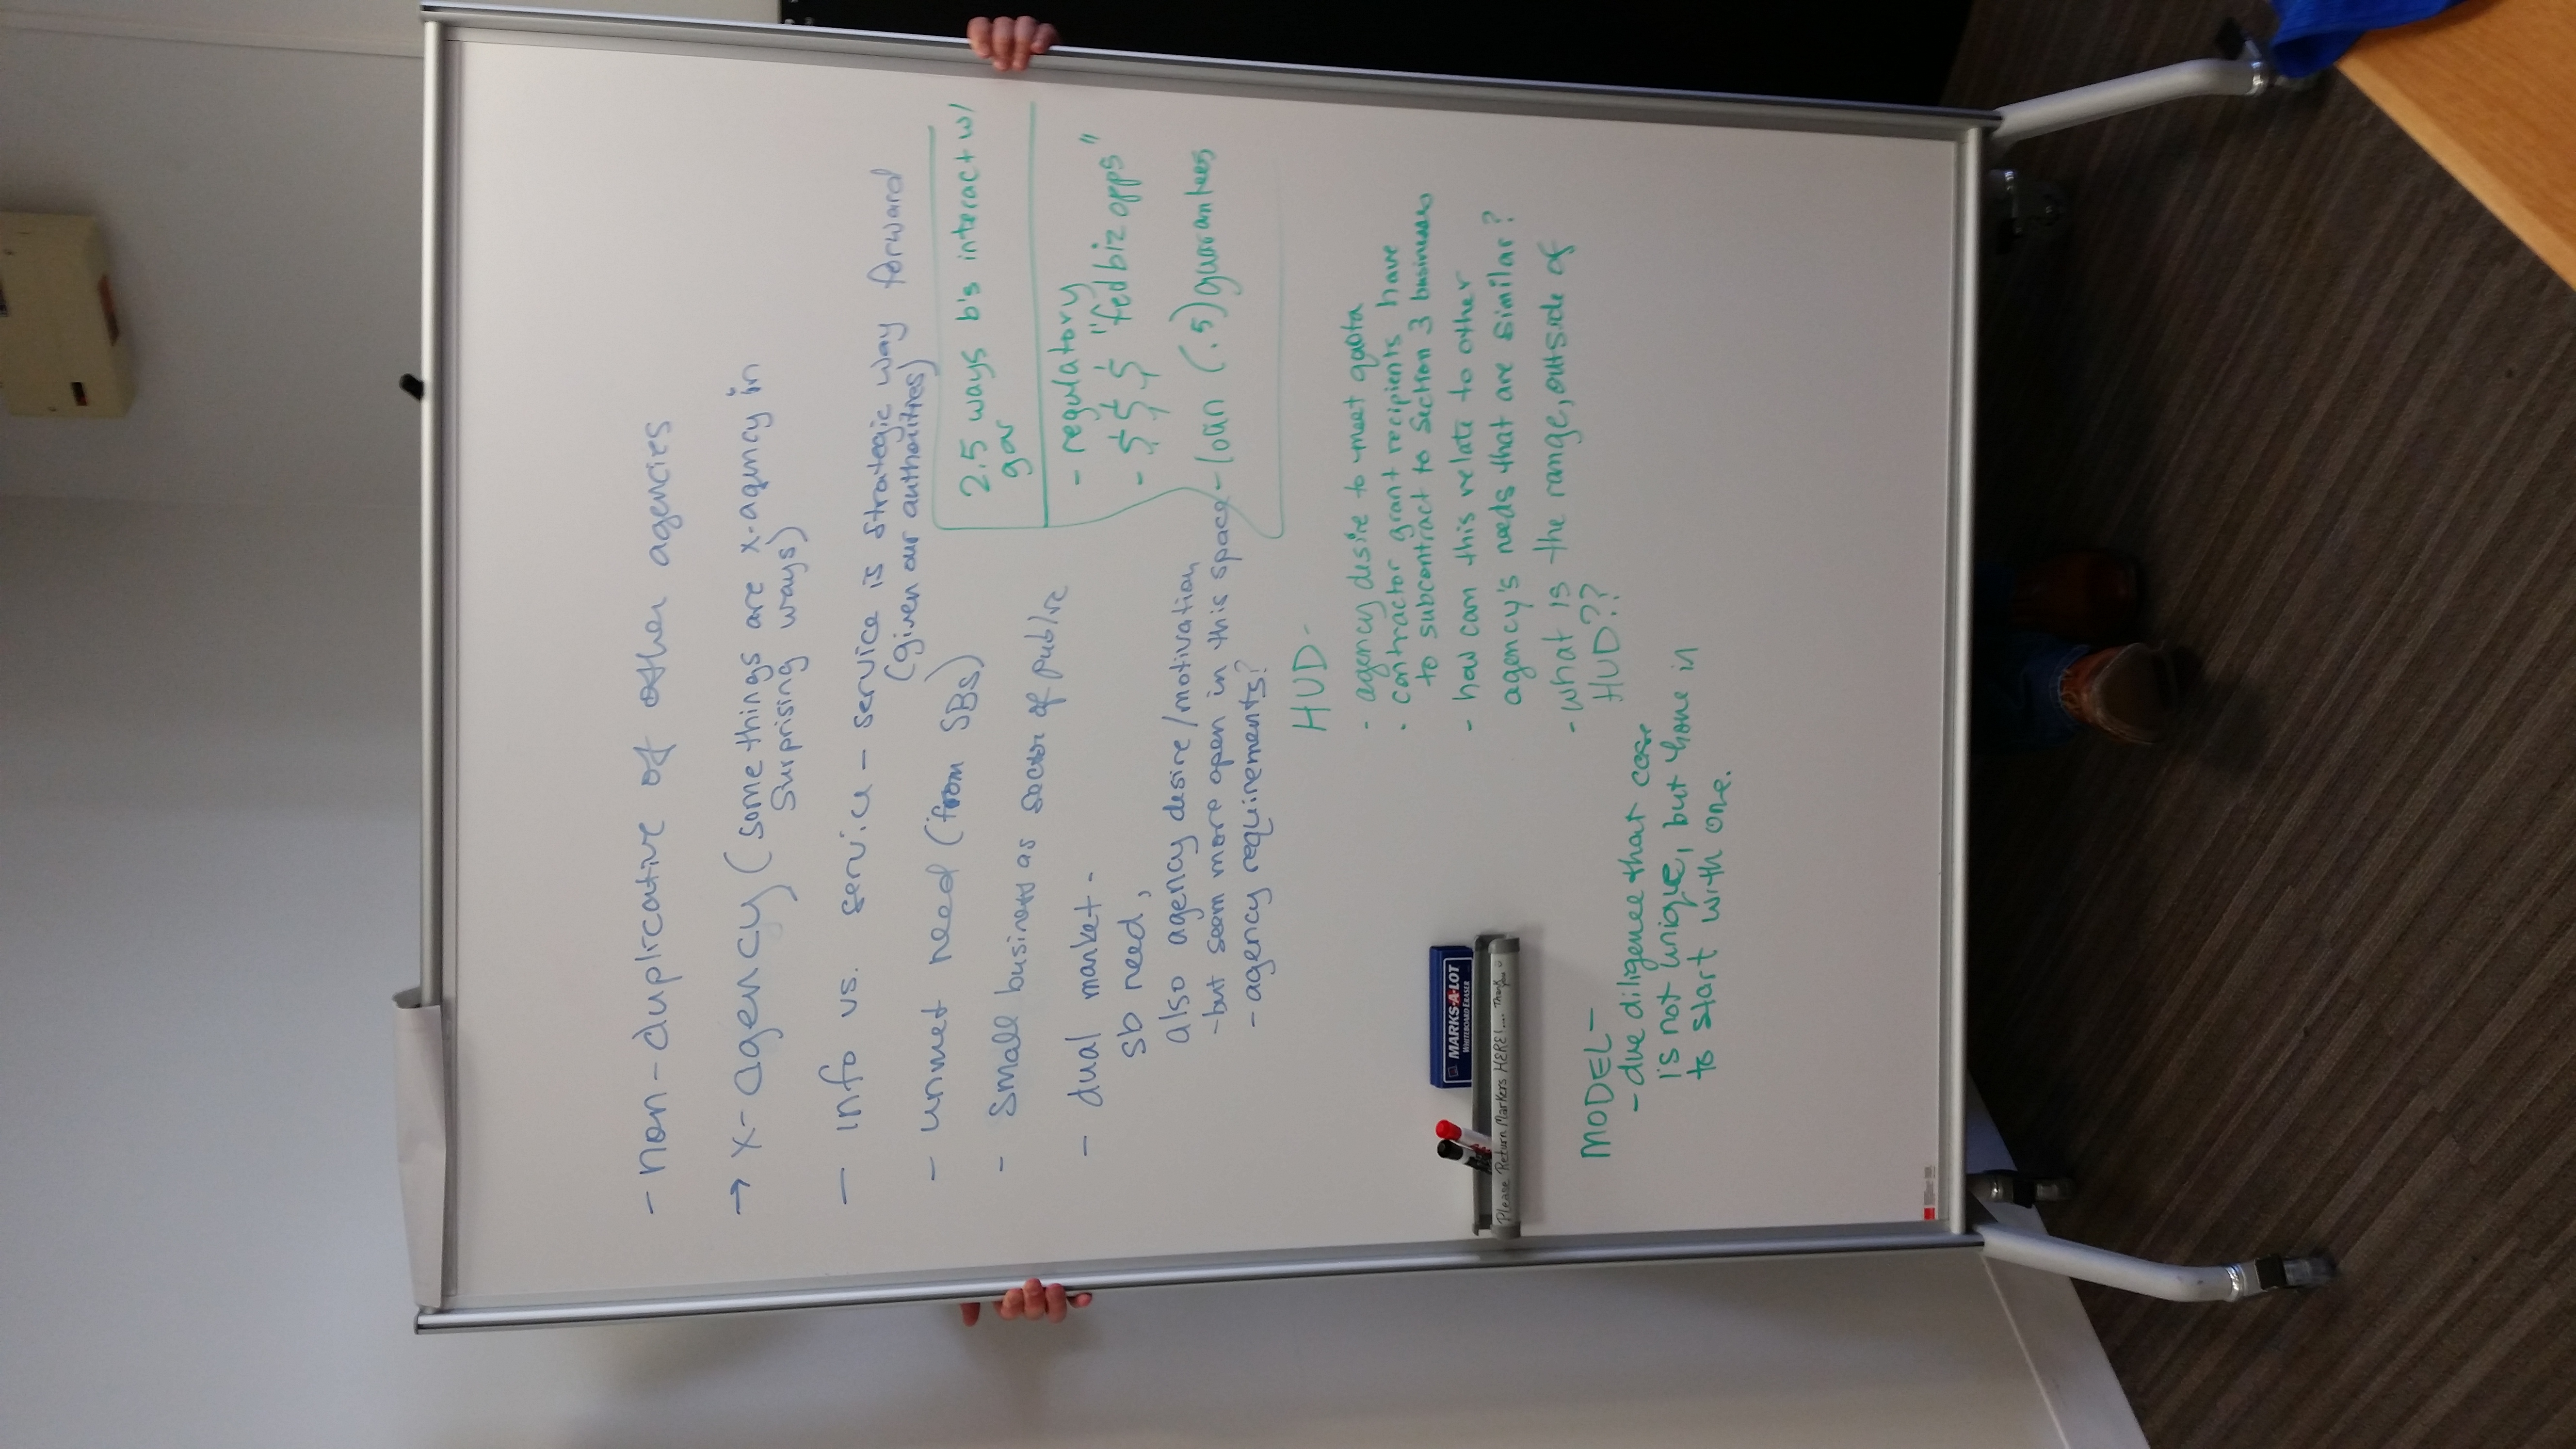 - non-duplicative of other agencies
→ x-agency (some things are x-agency in
surprising ways)
- info vs. service - service is strategic way forward
(given our authorities)
- unmet need (from SBs)
- small business as sector of public
- dual market -
sb need,
also agency desire/motivation
- but seem more open in this space
- agency requirements?
2.5 ways b's interact w/
gov
- regulatory
- $ $ $ "fed biz opps"
- loan (.5) guarantees
HUD -
- agency desire to meet quota
- contractor grant recipients have
to subcontract to Section 3 businesses
- how can this relate to other
agency's needs that are similar?
- what is the range, outside of
HUD??
MARKS-A-LOT
WHITEBOARD ERASER
Please Return Markers HERE!.... Thank you
MODEL -
- due diligence that case
is not unique, but hone in
to start with one.